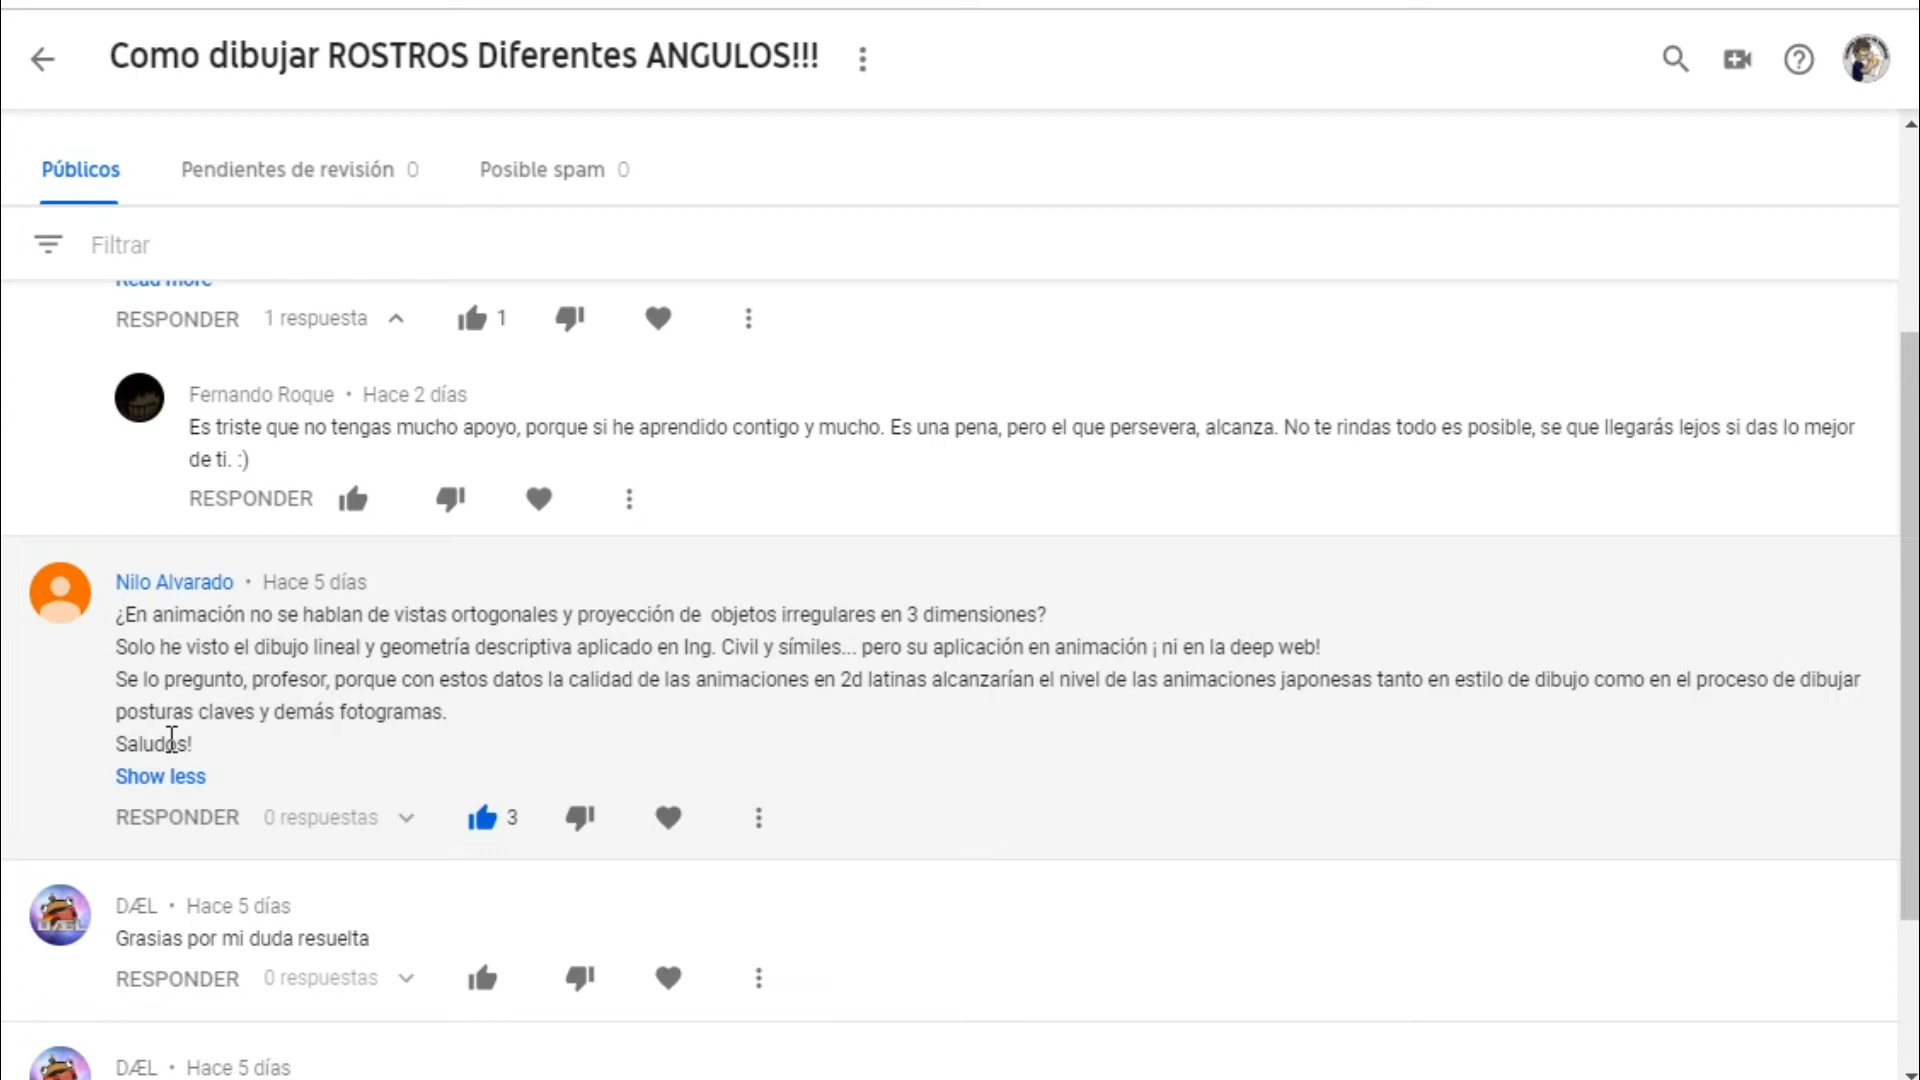 Como dibujar ROSTROS Diferentes ANGULOS!!!
Públicos
Pendientes de revisión 0
Posible spam 0
Filtrar
Read more
RESPONDER 1 respuesta 1
Fernando Roque • Hace 2 días
Es triste que no tengas mucho apoyo, porque si he aprendido contigo y mucho. Es una pena, pero el que persevera, alcanza. No te rindas todo es posible, se que llegarás lejos si das lo mejor
de ti. :)
RESPONDER
Nilo Alvarado • Hace 5 días
¿En animación no se hablan de vistas ortogonales y proyección de objetos irregulares en 3 dimensiones?
Solo he visto el dibujo lineal y geometría descriptiva aplicado en Ing. Civil y símiles... pero su aplicación en animación ¡ ni en la deep web!
Se lo pregunto, profesor, porque con estos datos la calidad de las animaciones en 2d latinas alcanzarían el nivel de las animaciones japonesas tanto en estilo de dibujo como en el proceso de dibujar
posturas claves y demás fotogramas.
Saludos!
Show less
RESPONDER 0 respuestas 3
DÆL • Hace 5 días
Grasias por mi duda resuelta
RESPONDER 0 respuestas
DÆL • Hace 5 días